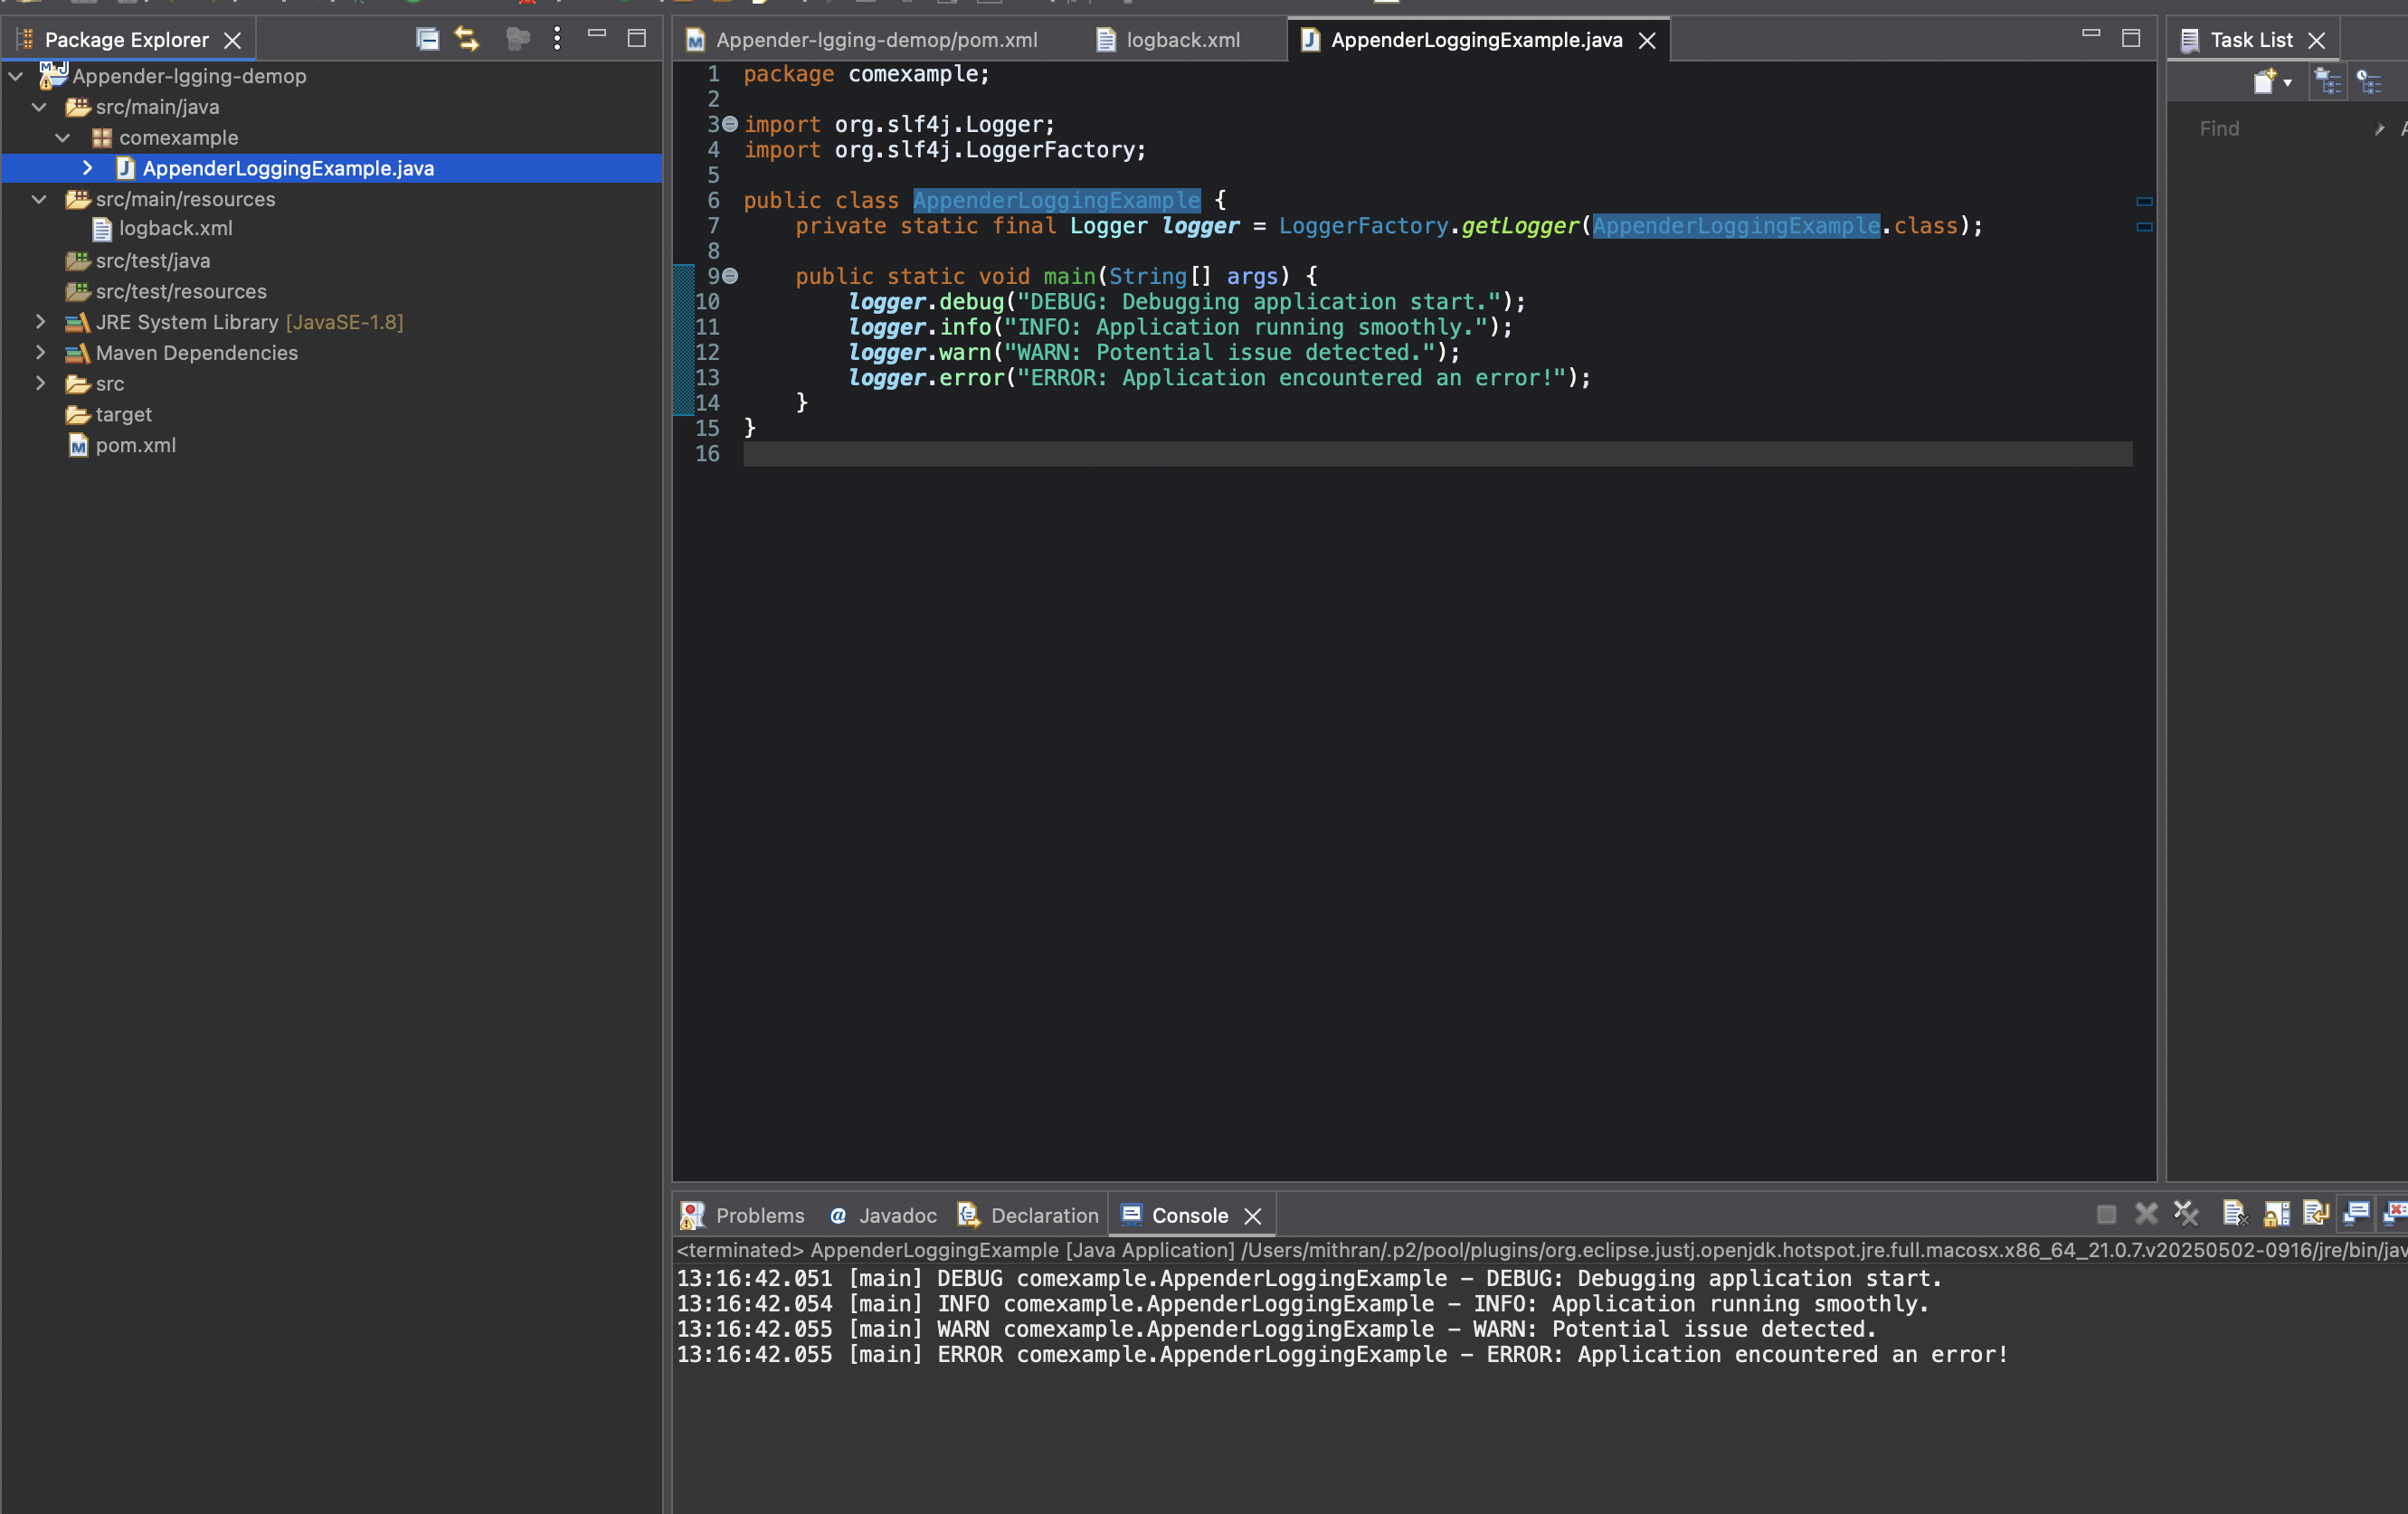 Package Explorer
Appender-lgging-demop
src/main/java
comexample
AppenderLoggingExample.java
src/main/resources
logback.xml
src/test/java
src/test/resources
JRE System Library [JavaSE-1.8]
Maven Dependencies
src
target
pom.xml
Appender-lgging-demop/pom.xml
logback.xml
AppenderLoggingExample.java
1 package comexample;
2
3 import org.slf4j.Logger;
4 import org.slf4j.LoggerFactory;
5
6 public class AppenderLoggingExample {
7 private static final Logger logger = LoggerFactory.getLogger(AppenderLoggingExample.class);
8
9 public static void main(String[] args) {
10 logger.debug("DEBUG: Debugging application start.");
11 logger.info("INFO: Application running smoothly.");
12 logger.warn("WARN: Potential issue detected.");
13 logger.error("ERROR: Application encountered an error!");
14 }
15 }
16
Task List
Find
Problems
Javadoc
Declaration
Console
<terminated> AppenderLoggingExample [Java Application] /Users/mithran/.p2/pool/plugins/org.eclipse.justj.openjdk.hotspot.jre.full.macosx.x86_64_21.0.7.v20250502-0916/jre/bin/jav
13:16:42.051 [main] DEBUG comexample.AppenderLoggingExample – DEBUG: Debugging application start.
13:16:42.054 [main] INFO comexample.AppenderLoggingExample – INFO: Application running smoothly.
13:16:42.055 [main] WARN comexample.AppenderLoggingExample – WARN: Potential issue detected.
13:16:42.055 [main] ERROR comexample.AppenderLoggingExample – ERROR: Application encountered an error!